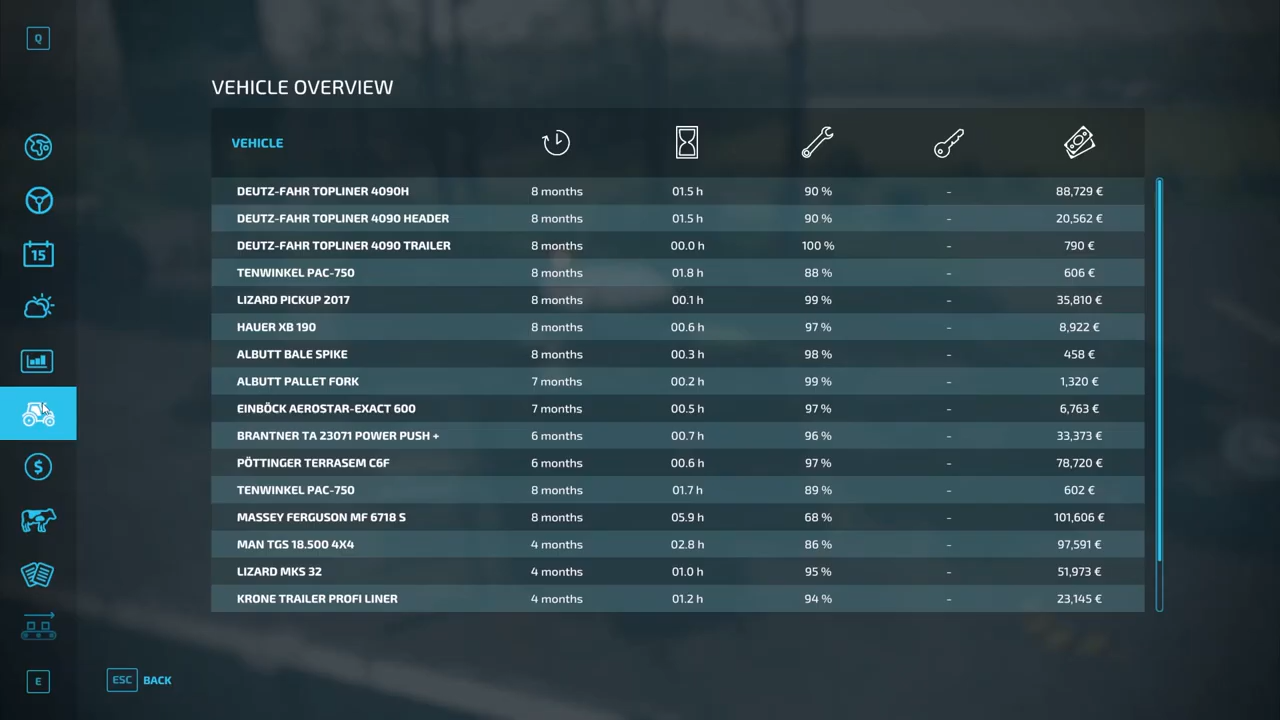 Q
VEHICLE OVERVIEW
VEHICLE
DEUTZ-FAHR TOPLINER 4090H 8 months 01.5 h 90 % - 88,729 €
DEUTZ-FAHR TOPLINER 4090 HEADER 8 months 01.5 h 90 % - 20,562 €
DEUTZ-FAHR TOPLINER 4090 TRAILER 8 months 00.0 h 100 % - 790 €
TENWINKEL PAC-750 8 months 01.8 h 88 % - 606 €
LIZARD PICKUP 2017 8 months 00.1 h 99 % - 35,810 €
HAUER XB 190 8 months 00.6 h 97 % - 8,922 €
ALBUTT BALE SPIKE 8 months 00.3 h 98 % - 458 €
ALBUTT PALLET FORK 7 months 00.2 h 99 % - 1,320 €
EINBÖCK AEROSTAR-EXACT 600 7 months 00.5 h 97 % - 6,763 €
BRANTNER TA 23071 POWER PUSH + 6 months 00.7 h 96 % - 33,373 €
PÖTTINGER TERRASEM C6F 6 months 00.6 h 97 % - 78,720 €
TENWINKEL PAC-750 8 months 01.7 h 89 % - 602 €
MASSEY FERGUSON MF 6718 S 8 months 05.9 h 68 % - 101,606 €
MAN TGS 18.500 4X4 4 months 02.8 h 86 % - 97,591 €
LIZARD MKS 32 4 months 01.0 h 95 % - 51,973 €
KRONE TRAILER PROFI LINER 4 months 01.2 h 94 % - 23,145 €
15
$
E
ESC BACK